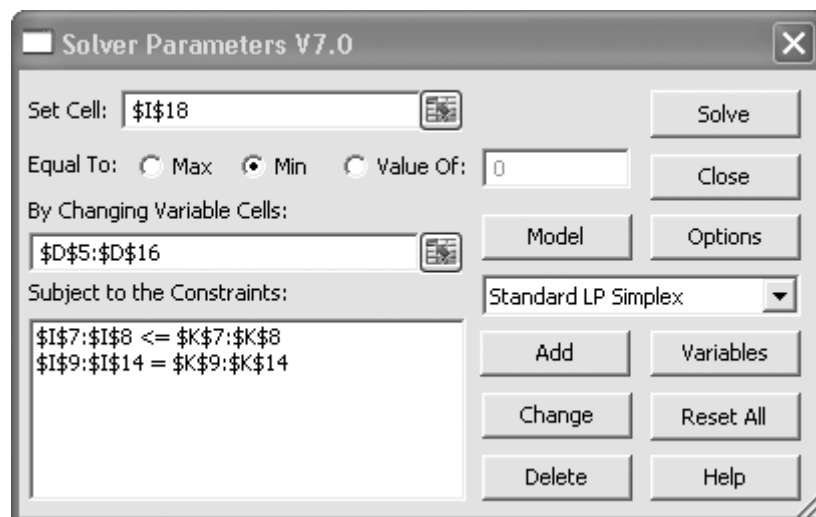 Solver Parameters V7.0
Set Cell: $I$18
Solve
Equal To: Max Min Value Of: 0
Close
By Changing Variable Cells:
$D$5:$D$16
Model
Options
Subject to the Constraints:
Standard LP Simplex
$I$7:$I$8 <= $K$7:$K$8
$I$9:$I$14 = $K$9:$K$14
Add
Variables
Change
Reset All
Delete
Help